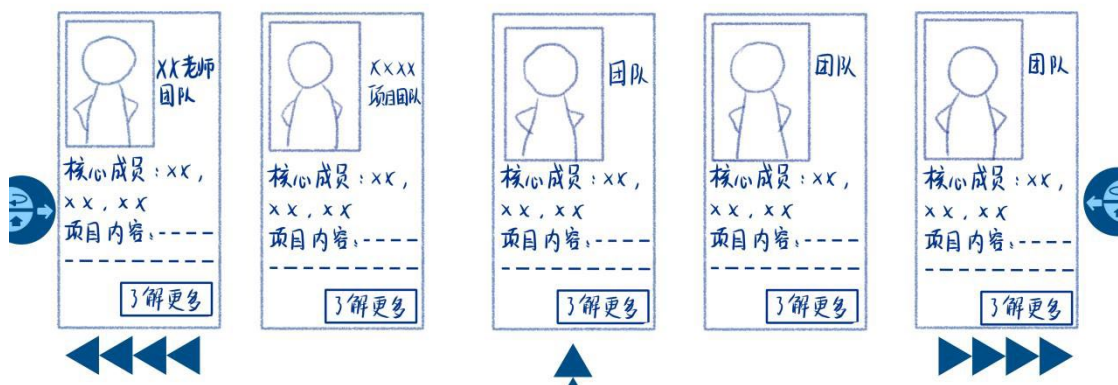 XX老师
团队
核心成员：xx，
xx，xx
项目内容：----
了解更多
XXXX
项目团队
核心成员：xx，
xx，xx
项目内容：----
了解更多
团队
核心成员：xx，
xx，xx
项目内容：----
了解更多
团队
核心成员：xx，
xx，xx
项目内容：----
了解更多
团队
核心成员：xx，
xx，xx
项目内容：----
了解更多